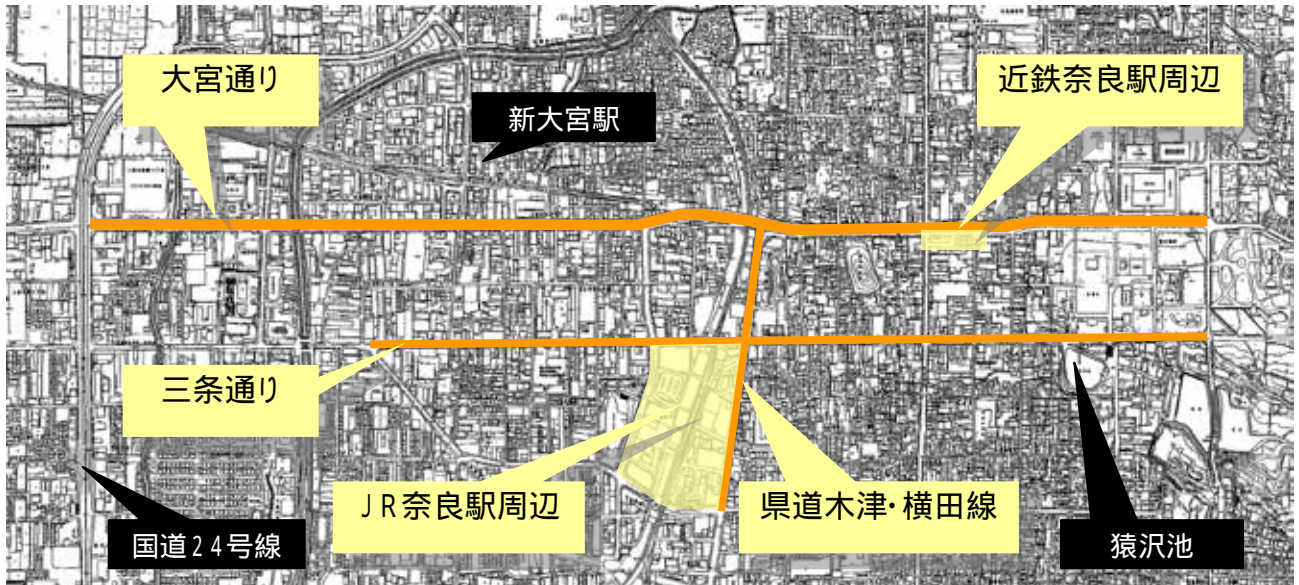 大宮通り
近鉄奈良駅周辺
新大宮駅
三条通り
JR奈良駅周辺
県道木津・横田線
国道24号線
猿沢池